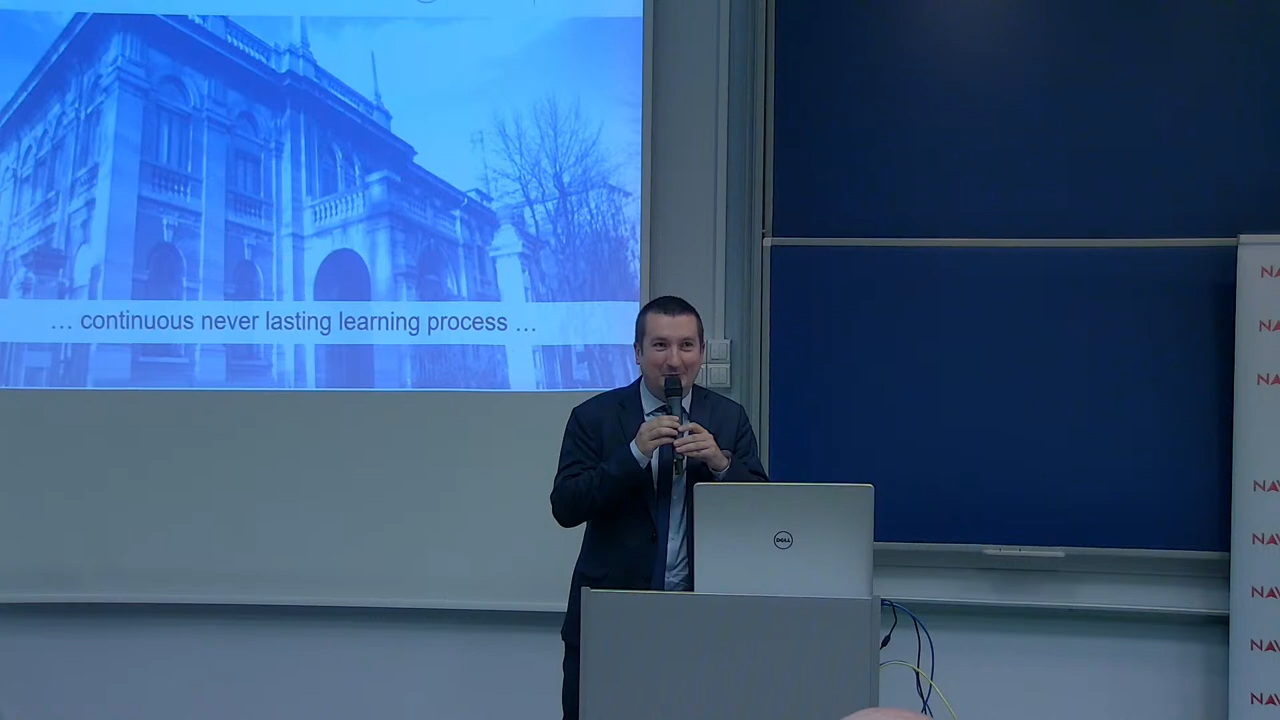 … continuous never lasting learning process …
DELL